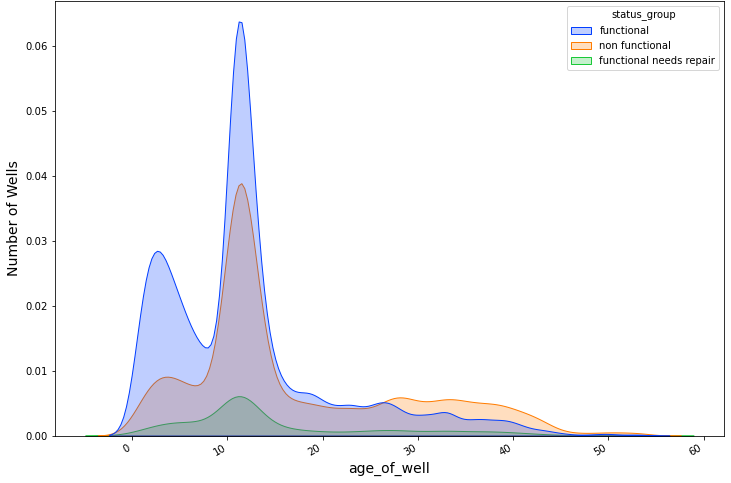 status_group
functional
non functional
functional needs repair
Number of Wells
0.06
0.05
0.04
0.03
0.02
0.01
0.00
0 10 20 30 40 50 60
age_of_well